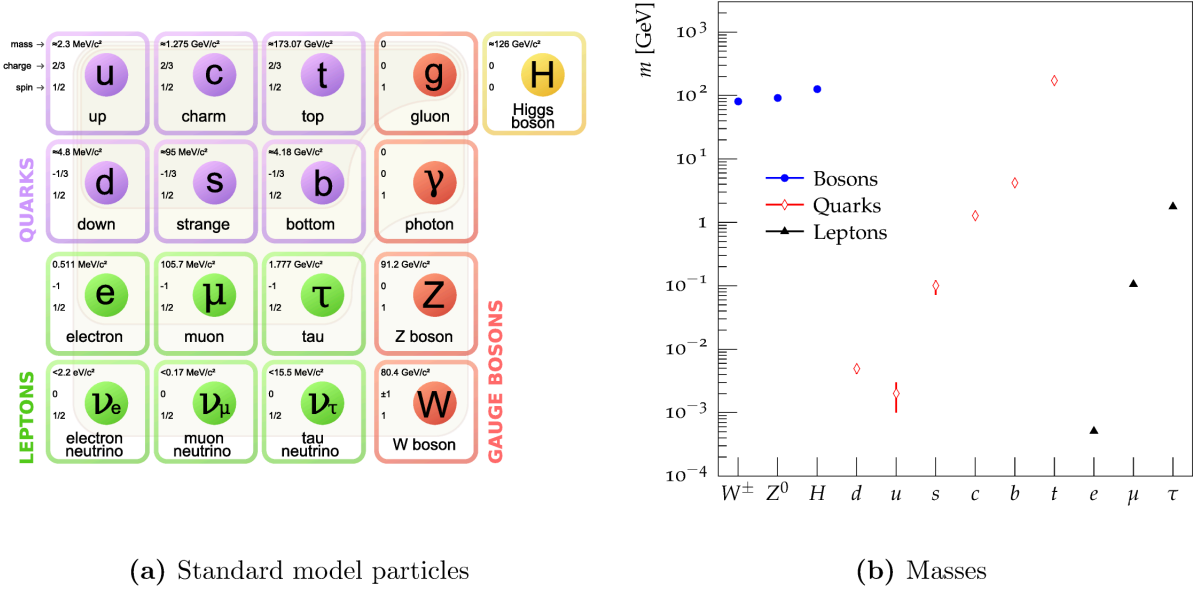 mass →
≈2.3 MeV/c²
charge →
2/3
spin →
1/2
u
up
≈1.275 GeV/c²
2/3
1/2
c
charm
≈173.07 GeV/c²
2/3
1/2
t
top
0
0
1
g
gluon
≈126 GeV/c²
0
0
H
Higgs
boson
QUARKS
≈4.8 MeV/c²
-1/3
1/2
d
down
≈95 MeV/c²
-1/3
1/2
s
strange
≈4.18 GeV/c²
-1/3
1/2
b
bottom
0
0
1
γ
photon
0.511 MeV/c²
-1
1/2
e
electron
105.7 MeV/c²
-1
1/2
μ
muon
1.777 GeV/c²
-1
1/2
τ
tau
91.2 GeV/c²
0
1
Z
Z boson
LEPTONS
<2.2 eV/c²
0
1/2
νe
electron
neutrino
<0.17 MeV/c²
0
1/2
νμ
muon
neutrino
<15.5 MeV/c²
0
1/2
ντ
tau
neutrino
80.4 GeV/c²
±1
1
W
W boson
GAUGE BOSONS
(a) Standard model particles
m [GeV]
10³
10²
10¹
1
10⁻¹
10⁻²
10⁻³
10⁻⁴
Bosons
Quarks
Leptons
W± Z⁰ H d u s c b t e μ τ
(b) Masses